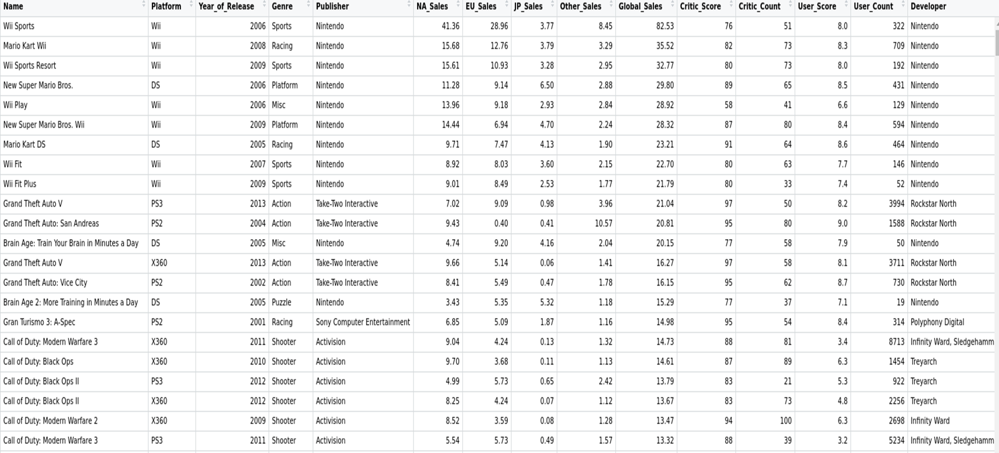 Name Platform Year_of_Release Genre Publisher NA_Sales EU_Sales JP_Sales Other_Sales Global_Sales Critic_Score Critic_Count User_Score User_Count Developer
Wii Sports Wii 2006 Sports Nintendo 41.36 28.96 3.77 8.45 82.53 76 51 8.0 322 Nintendo
Mario Kart Wii Wii 2008 Racing Nintendo 15.68 12.76 3.79 3.29 35.52 82 73 8.3 709 Nintendo
Wii Sports Resort Wii 2009 Sports Nintendo 15.61 10.93 3.28 2.95 32.77 80 73 8.0 192 Nintendo
New Super Mario Bros. DS 2006 Platform Nintendo 11.28 9.14 6.50 2.88 29.80 89 65 8.5 431 Nintendo
Wii Play Wii 2006 Misc Nintendo 13.96 9.18 2.93 2.84 28.92 58 41 6.6 129 Nintendo
New Super Mario Bros. Wii Wii 2009 Platform Nintendo 14.44 6.94 4.70 2.24 28.32 87 80 8.4 594 Nintendo
Mario Kart DS DS 2005 Racing Nintendo 9.71 7.47 4.13 1.90 23.21 91 64 8.6 464 Nintendo
Wii Fit Wii 2007 Sports Nintendo 8.92 8.03 3.60 2.15 22.70 80 63 7.7 146 Nintendo
Wii Fit Plus Wii 2009 Sports Nintendo 9.01 8.49 2.53 1.77 21.79 80 33 7.4 52 Nintendo
Grand Theft Auto V PS3 2013 Action Take-Two Interactive 7.02 9.09 0.98 3.96 21.04 97 50 8.2 3994 Rockstar North
Grand Theft Auto: San Andreas PS2 2004 Action Take-Two Interactive 9.43 0.40 0.41 10.57 20.81 95 80 9.0 1588 Rockstar North
Brain Age: Train Your Brain in Minutes a Day DS 2005 Misc Nintendo 4.74 9.20 4.16 2.04 20.15 77 58 7.9 50 Nintendo
Grand Theft Auto V X360 2013 Action Take-Two Interactive 9.66 5.14 0.06 1.41 16.27 97 58 8.1 3711 Rockstar North
Grand Theft Auto: Vice City PS2 2002 Action Take-Two Interactive 8.41 5.49 0.47 1.78 16.15 95 62 8.7 730 Rockstar North
Brain Age 2: More Training in Minutes a Day DS 2005 Puzzle Nintendo 3.43 5.35 5.32 1.18 15.29 77 37 7.1 19 Nintendo
Gran Turismo 3: A-Spec PS2 2001 Racing Sony Computer Entertainment 6.85 5.09 1.87 1.16 14.98 95 54 8.4 314 Polyphony Digital
Call of Duty: Modern Warfare 3 X360 2011 Shooter Activision 9.04 4.24 0.13 1.32 14.73 88 81 3.4 8713 Infinity Ward, Sledgehamm
Call of Duty: Black Ops X360 2010 Shooter Activision 9.70 3.68 0.11 1.13 14.61 87 89 6.3 1454 Treyarch
Call of Duty: Black Ops II PS3 2012 Shooter Activision 4.99 5.73 0.65 2.42 13.79 83 21 5.3 922 Treyarch
Call of Duty: Black Ops II X360 2012 Shooter Activision 8.25 4.24 0.07 1.12 13.67 83 73 4.8 2256 Treyarch
Call of Duty: Modern Warfare 2 X360 2009 Shooter Activision 8.52 3.59 0.08 1.28 13.47 94 100 6.3 2698 Infinity Ward
Call of Duty: Modern Warfare 3 PS3 2011 Shooter Activision 5.54 5.73 0.49 1.57 13.32 88 39 3.2 5234 Infinity Ward, Sledgehamm